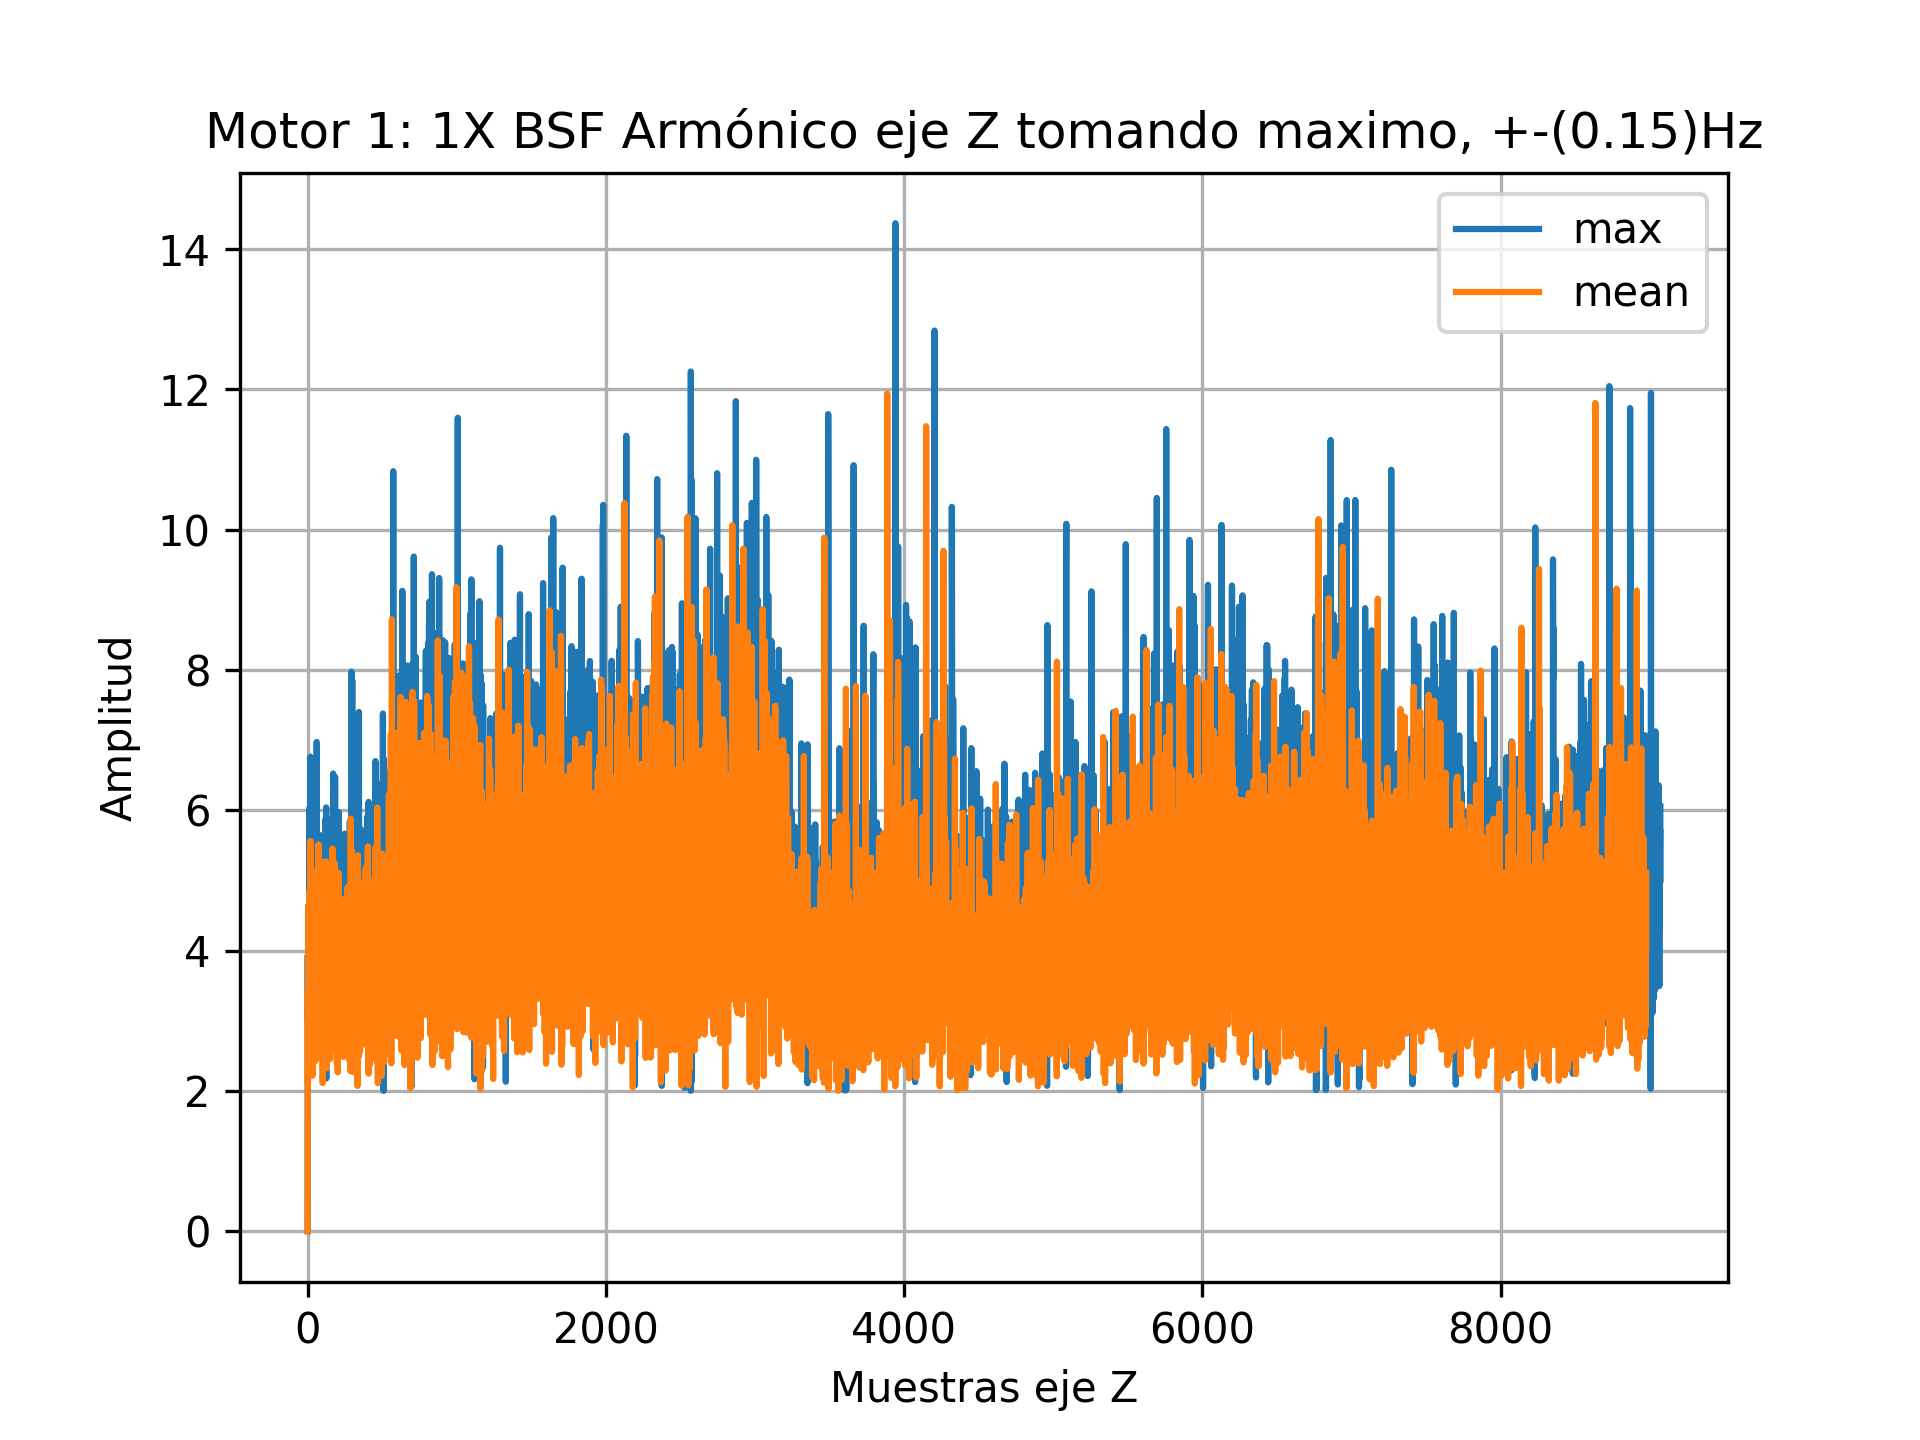 Motor 1: 1X BSF Armónico eje Z tomando maximo, +-(0.15)Hz
max
mean
14
12
10
8
6
4
2
0
Amplitud
0 2000 4000 6000 8000
Muestras eje Z